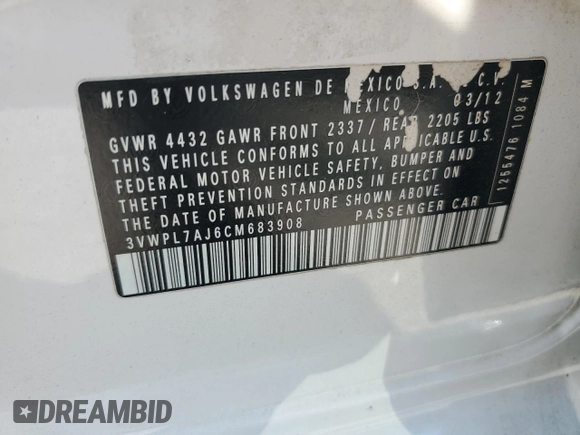 MFD BY VOLKSWAGEN DE MEXICO S.A. C.V.
MEXICO 03/12
GVWR 4432 GAWR FRONT 2337/ REAR 2205 LBS
THIS VEHICLE CONFORMS TO ALL APPLICABLE U.S.
FEDERAL MOTOR VEHICLE SAFETY, BUMPER AND
THEFT PREVENTION STANDARDS IN EFFECT ON
THE DATE OF MANUFACTURE SHOWN ABOVE.
3VWPL7AJ6CM683908 PASSENGER CAR
1255476 1084 M
DREAMBID